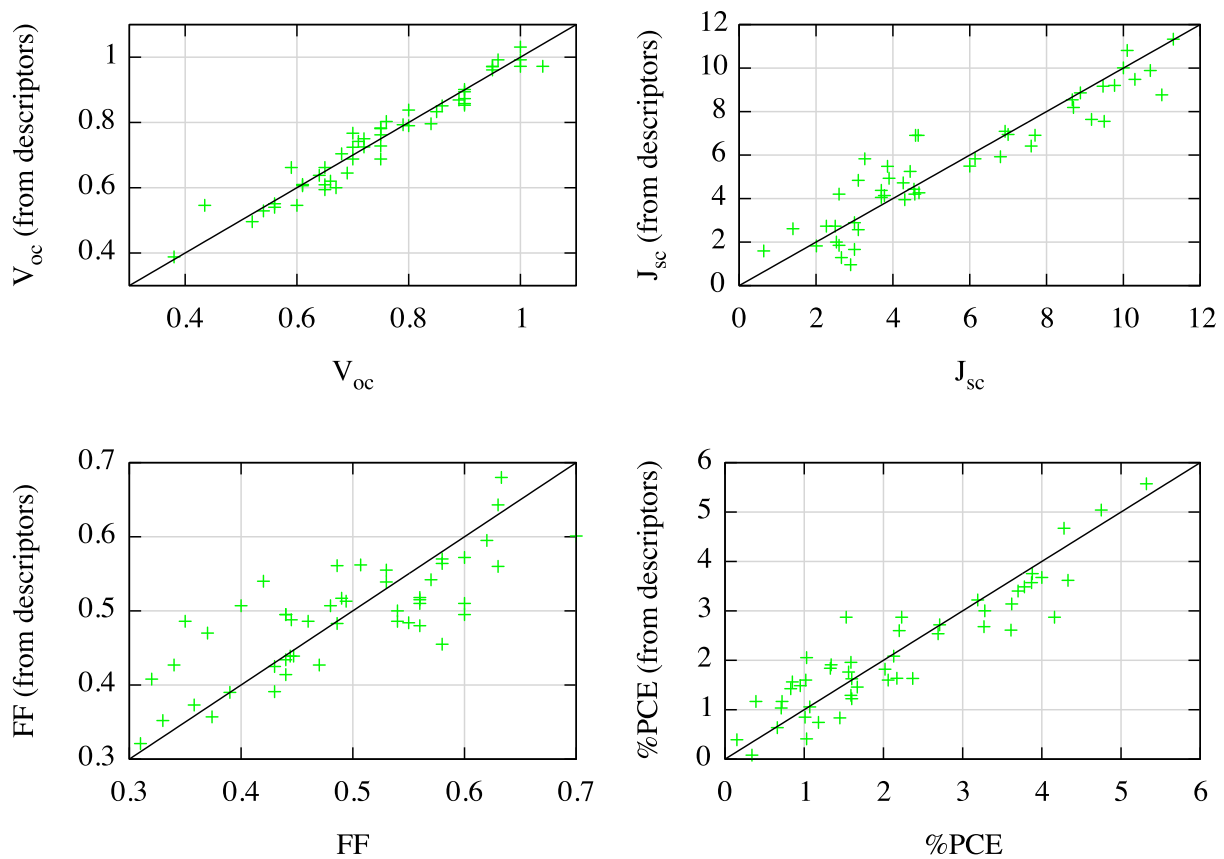 1
0.8
0.6
0.4
0.4 0.6 0.8 1
V_oc (from descriptors)
V_oc
12
10
8
6
4
2
0
0 2 4 6 8 10 12
J_sc (from descriptors)
J_sc
0.7
0.6
0.5
0.4
0.3
0.3 0.4 0.5 0.6 0.7
FF (from descriptors)
FF
6
5
4
3
2
1
0
0 1 2 3 4 5 6
%PCE (from descriptors)
%PCE